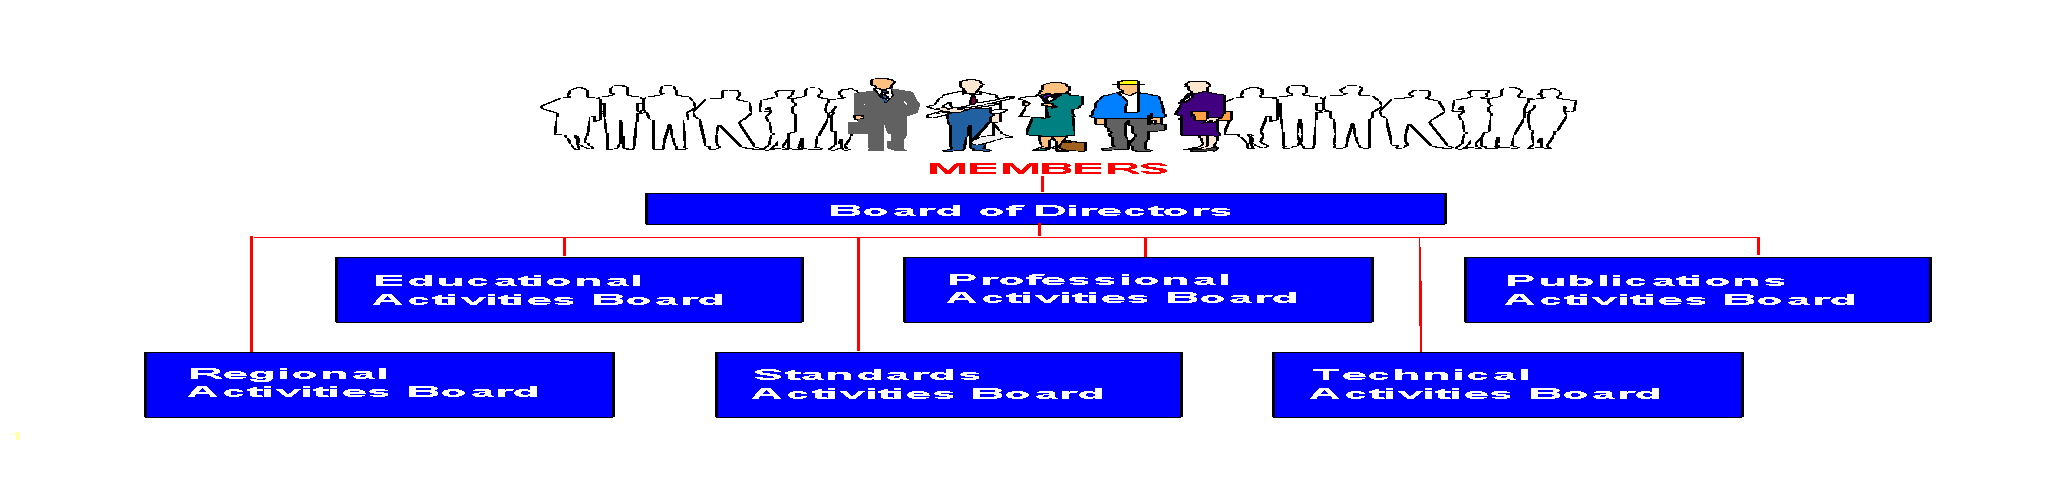 MEMBERS
Board of Directors
Educational
Activities Board
Professional
Activities Board
Publications
Activities Board
Regional
Activities Board
Standards
Activities Board
Technical
Activities Board